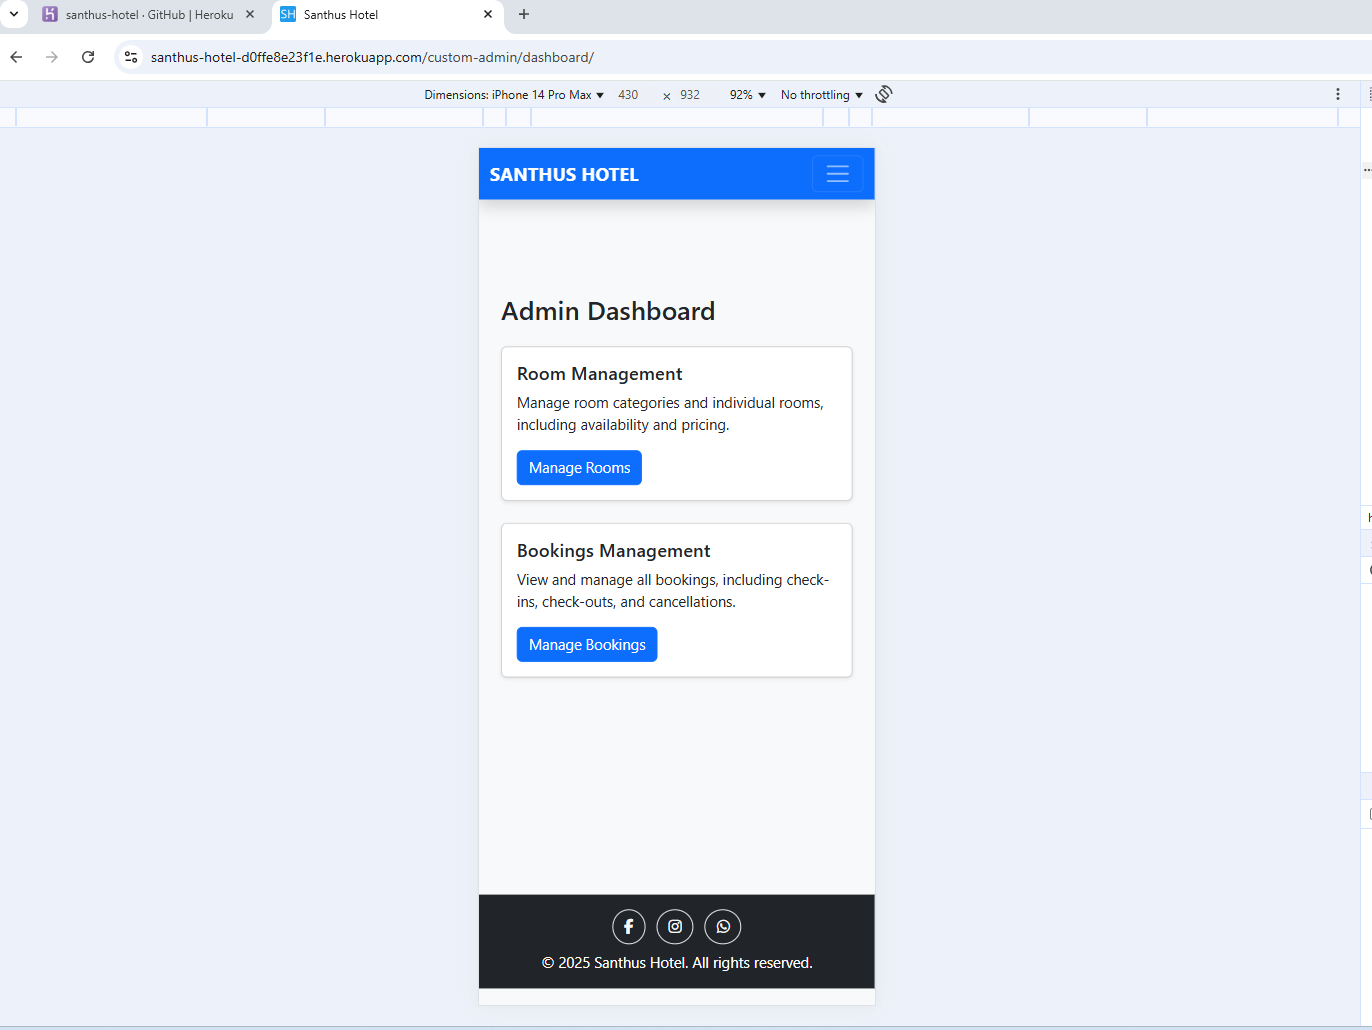 santhus-hotel · GitHub | Heroku
SH Santhus Hotel
santhus-hotel-d0ffe8e23f1e.herokuapp.com/custom-admin/dashboard/
Dimensions: iPhone 14 Pro Max 430 × 932 92% No throttling
SANTHUS HOTEL
Admin Dashboard
Room Management
Manage room categories and individual rooms,
including availability and pricing.
Manage Rooms
Bookings Management
View and manage all bookings, including check-
ins, check-outs, and cancellations.
Manage Bookings
© 2025 Santhus Hotel. All rights reserved.